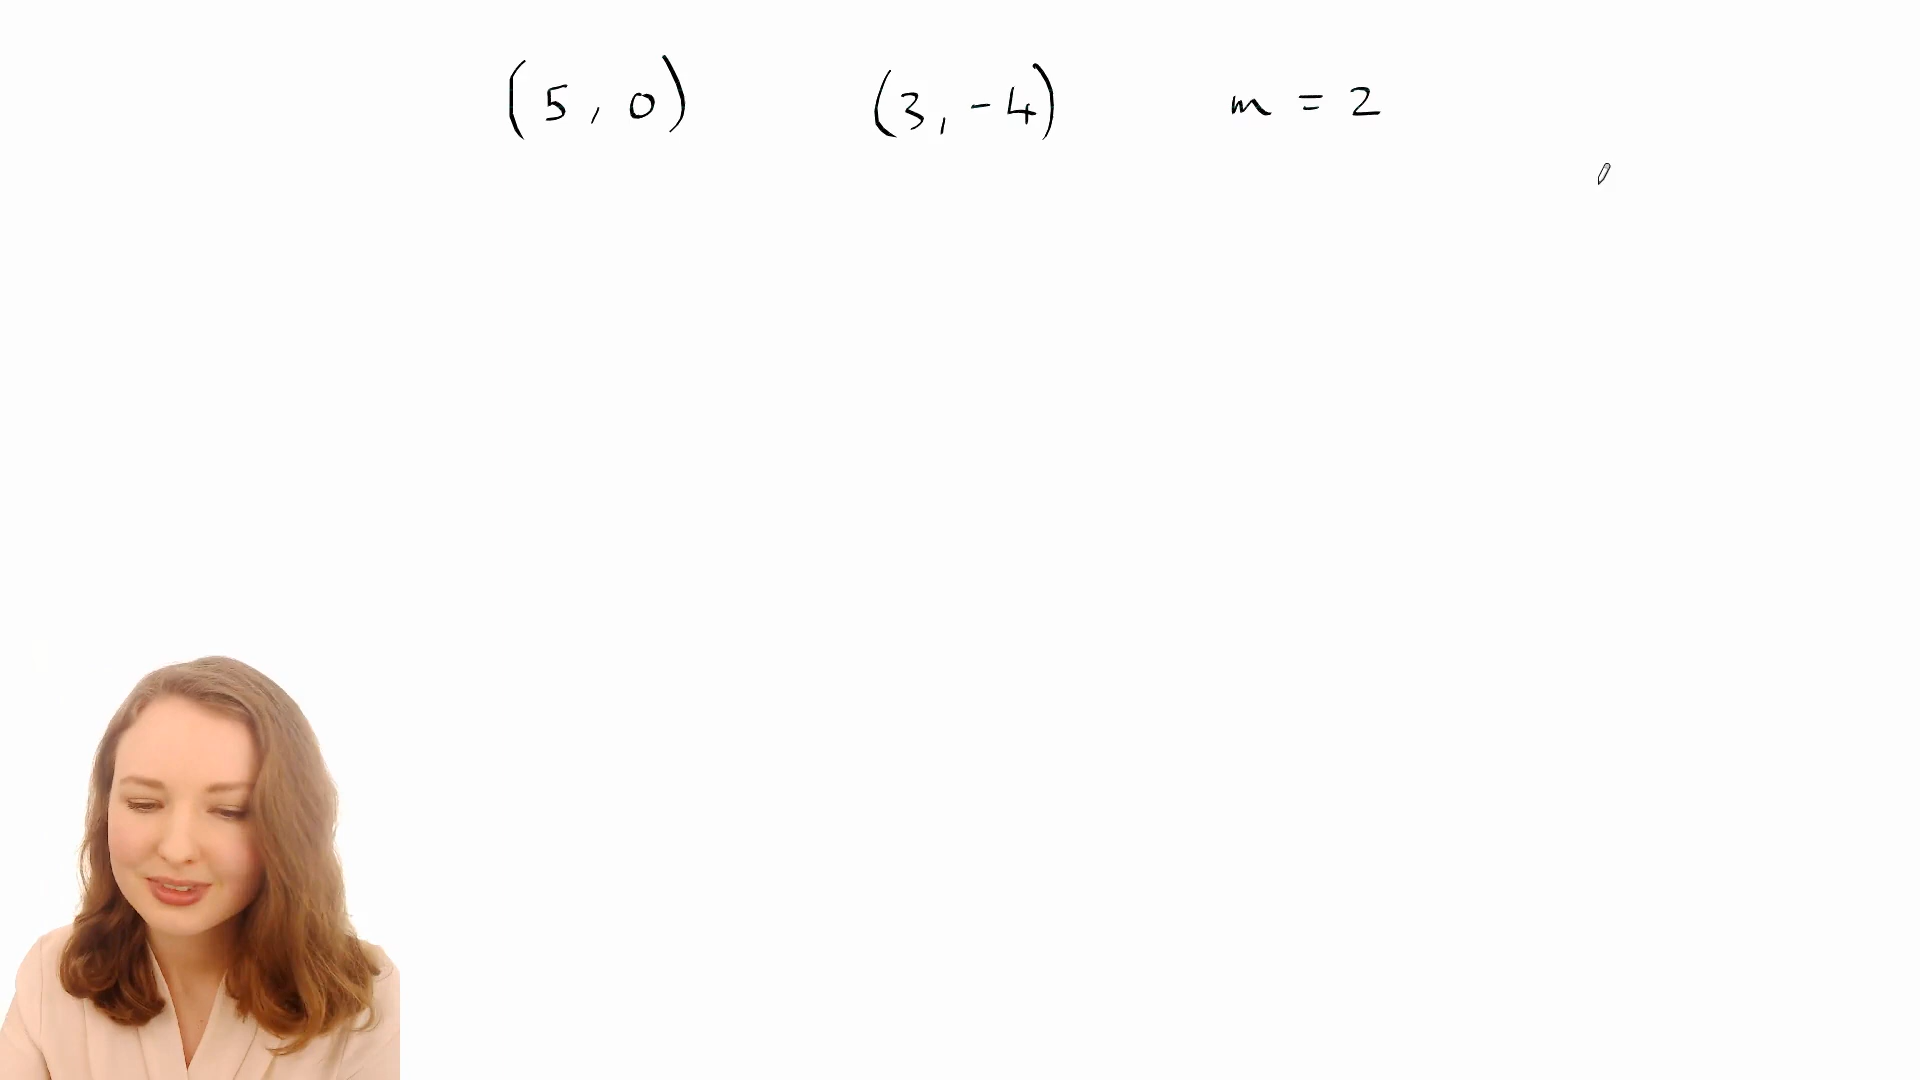 (5, 0) (3, -4) m = 2